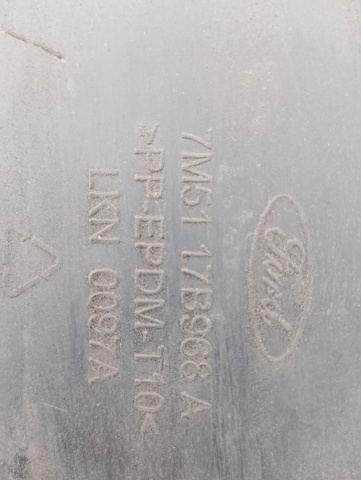 Ford
7M51 17B968 A
>PP+EPDM-T10<
LKN 0097A